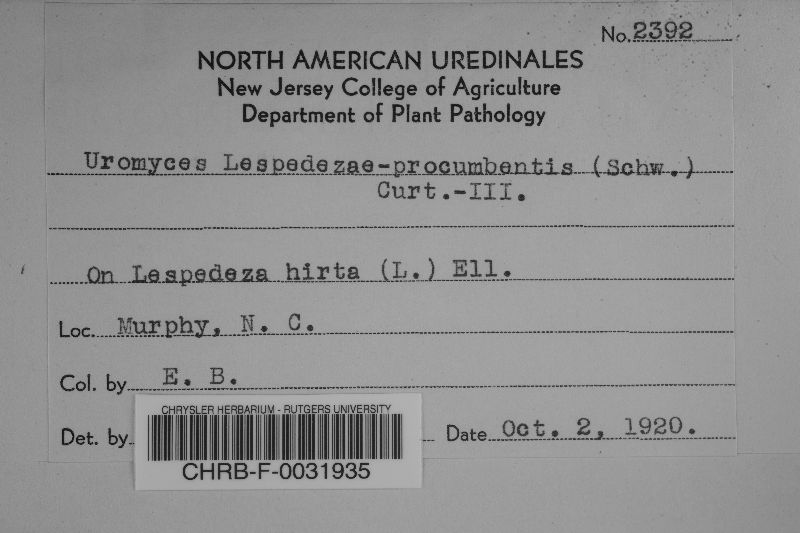 No. 2392
NORTH AMERICAN UREDINALES
New Jersey College of Agriculture
Department of Plant Pathology
Uromyces Lespedezae-procumbentis (Schw.)
Curt.-III.
On Lespedeza hirta (L.) Ell.
Loc. Murphy, N. C.
Col. by E. B.
Det. by Date Oct. 2, 1920.
CHRYSLER HERBARIUM - RUTGERS UNIVERSITY
CHRB-F-0031935